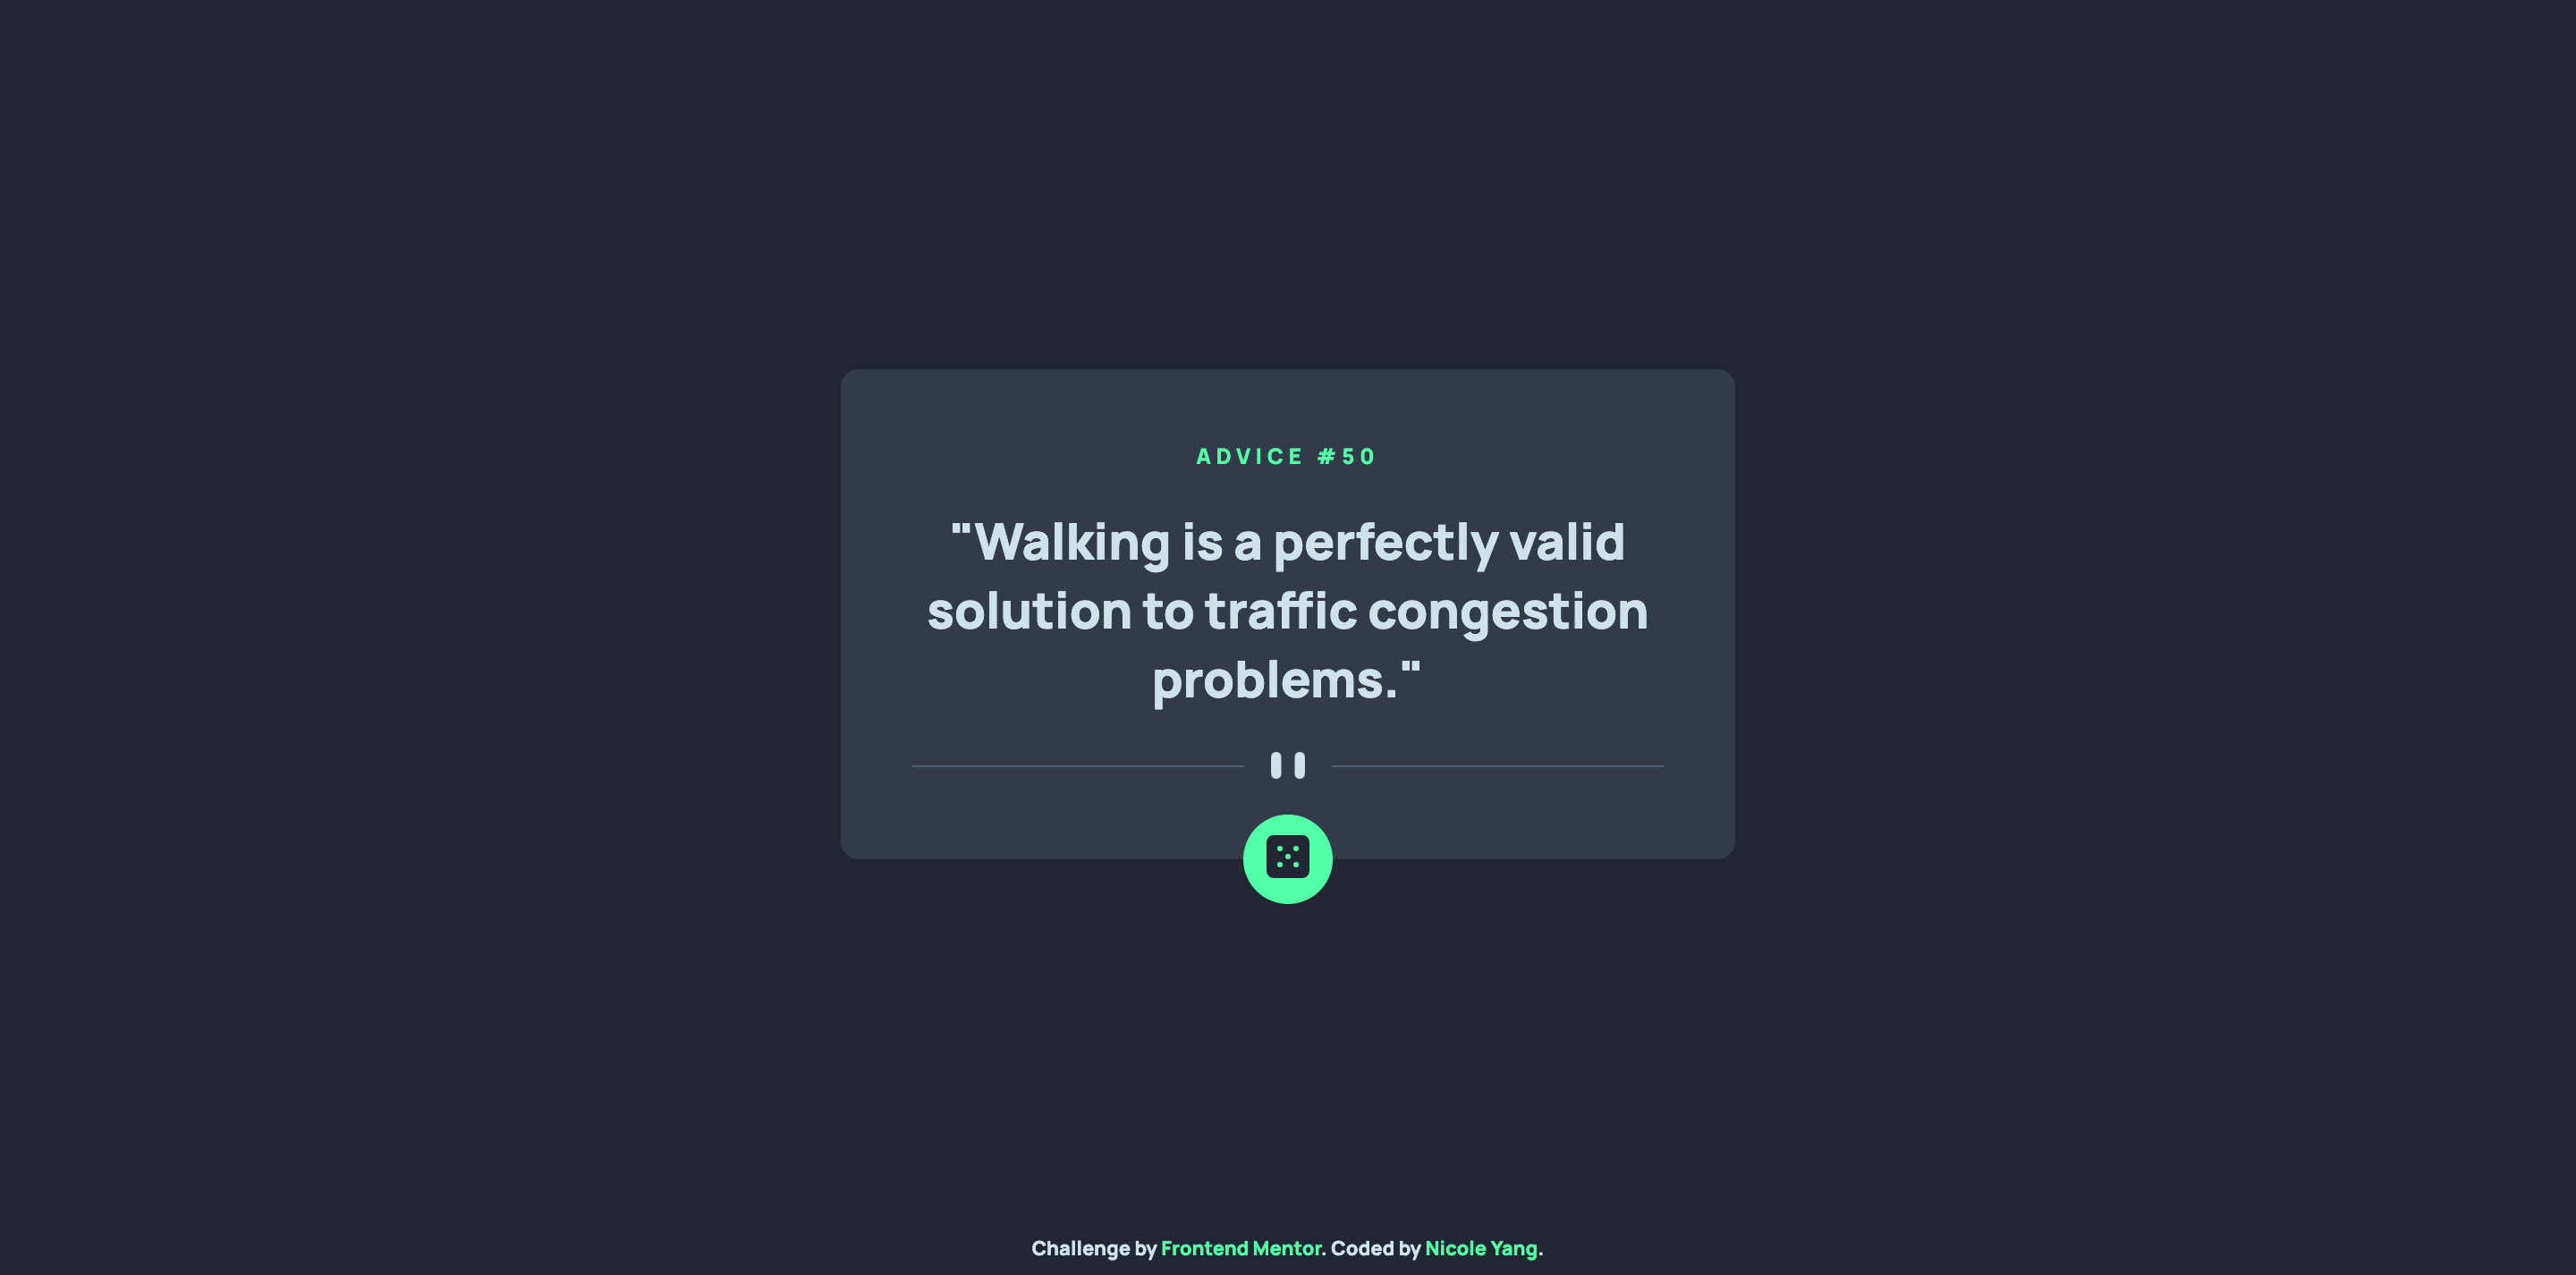 ADVICE #50
"Walking is a perfectly valid
solution to traffic congestion
problems."
Challenge by Frontend Mentor. Coded by Nicole Yang.